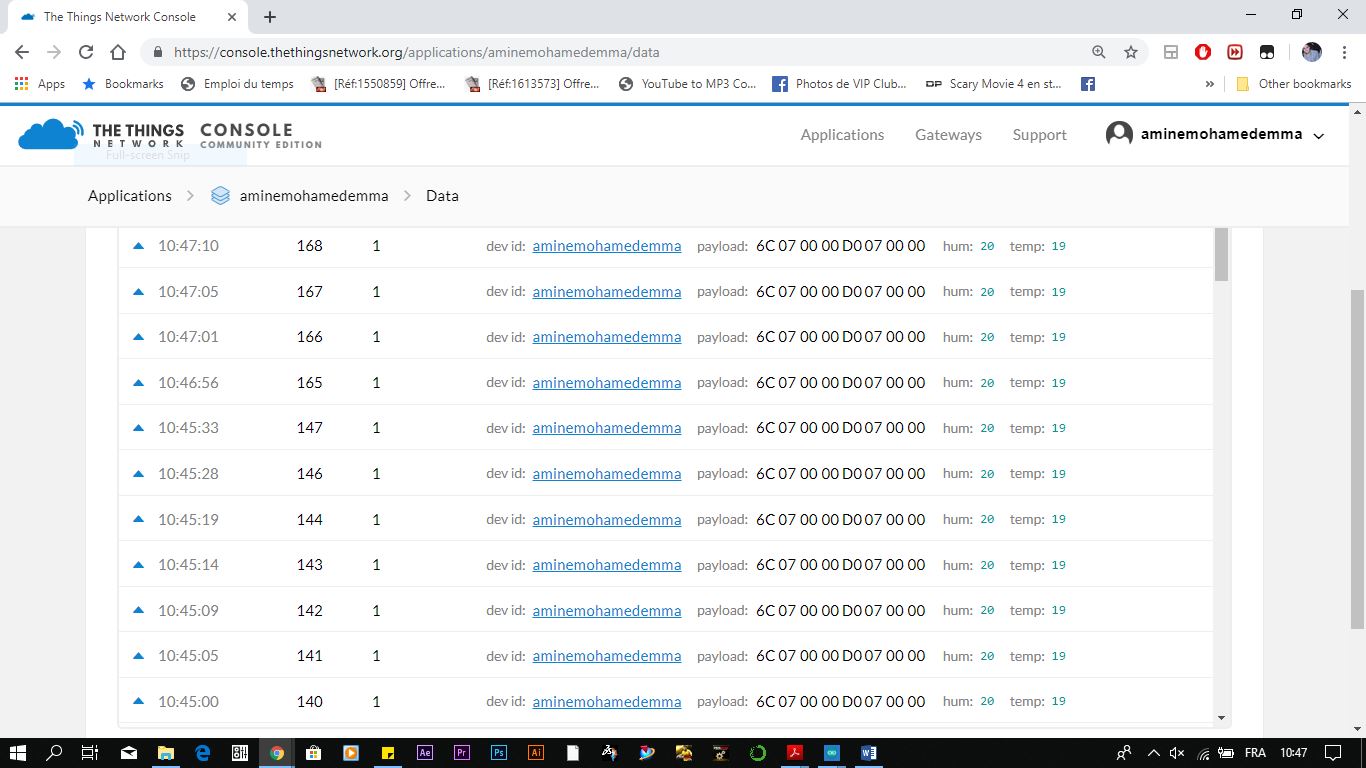 The Things Network Console
https://console.thethingsnetwork.org/applications/aminemohamedemma/data
Apps Bookmarks Emploi du temps [Réf:1550859] Offre... [Réf:1613573] Offre... YouTube to MP3 Co... Photos de VIP Club... DP Scary Movie 4 en st... » Other bookmarks
THE THINGS NETWORK CONSOLE COMMUNITY EDITION Applications Gateways Support aminemohamedemma
Full-screen Snip
Applications aminemohamedemma Data
10:47:10 168 1 dev id: aminemohamedemma payload: 6C 07 00 00 D0 07 00 00 hum: 20 temp: 19
10:47:05 167 1 dev id: aminemohamedemma payload: 6C 07 00 00 D0 07 00 00 hum: 20 temp: 19
10:47:01 166 1 dev id: aminemohamedemma payload: 6C 07 00 00 D0 07 00 00 hum: 20 temp: 19
10:46:56 165 1 dev id: aminemohamedemma payload: 6C 07 00 00 D0 07 00 00 hum: 20 temp: 19
10:45:33 147 1 dev id: aminemohamedemma payload: 6C 07 00 00 D0 07 00 00 hum: 20 temp: 19
10:45:28 146 1 dev id: aminemohamedemma payload: 6C 07 00 00 D0 07 00 00 hum: 20 temp: 19
10:45:19 144 1 dev id: aminemohamedemma payload: 6C 07 00 00 D0 07 00 00 hum: 20 temp: 19
10:45:14 143 1 dev id: aminemohamedemma payload: 6C 07 00 00 D0 07 00 00 hum: 20 temp: 19
10:45:09 142 1 dev id: aminemohamedemma payload: 6C 07 00 00 D0 07 00 00 hum: 20 temp: 19
10:45:05 141 1 dev id: aminemohamedemma payload: 6C 07 00 00 D0 07 00 00 hum: 20 temp: 19
10:45:00 140 1 dev id: aminemohamedemma payload: 6C 07 00 00 D0 07 00 00 hum: 20 temp: 19
Ae Pr Ps Ai FRA 10:47